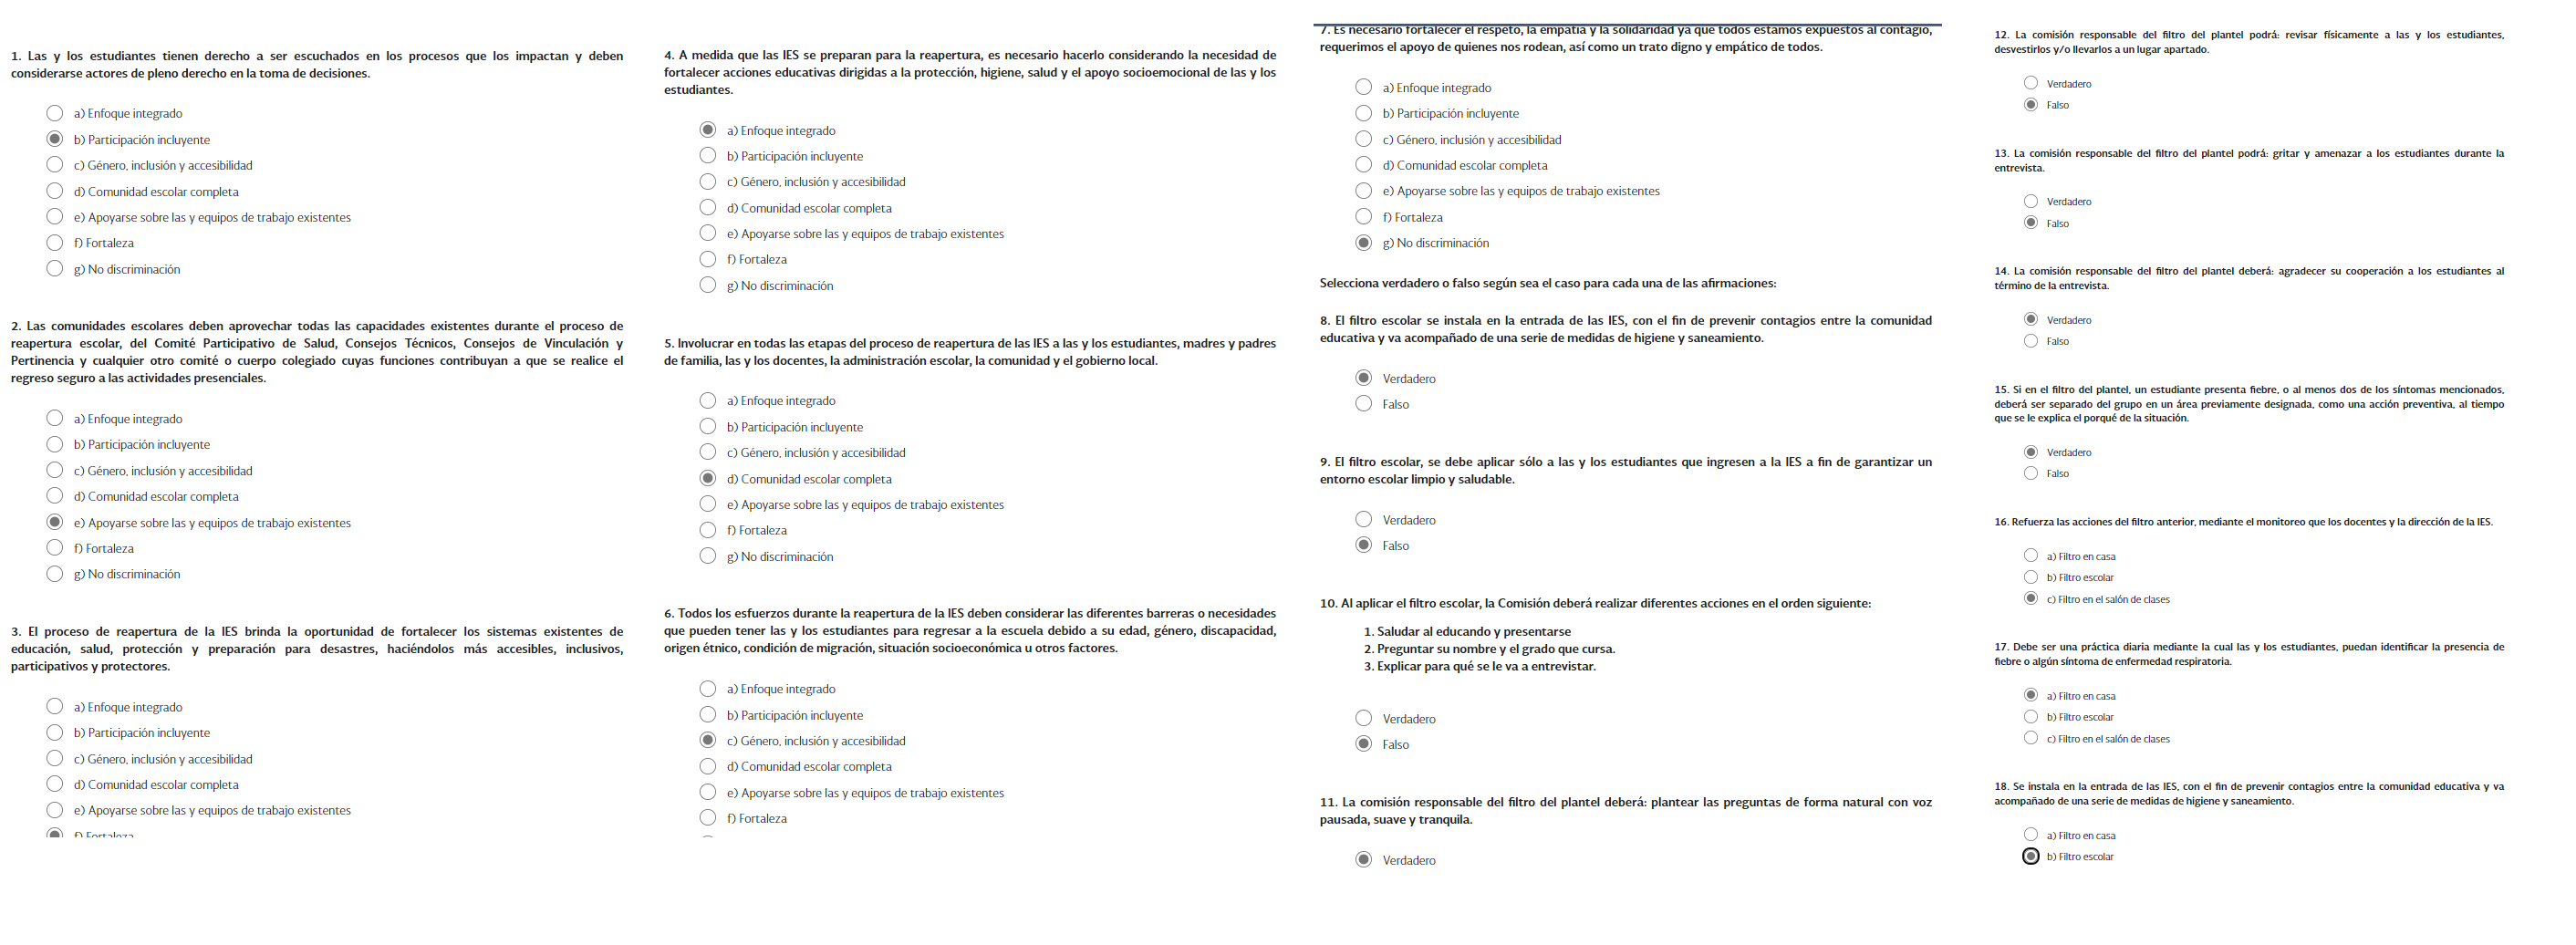 1. Las y los estudiantes tienen derecho a ser escuchados en los procesos que los impactan y deben
considerarse actores de pleno derecho en la toma de decisiones.
a) Enfoque integrado
b) Participación incluyente
c) Género, inclusión y accesibilidad
d) Comunidad escolar completa
e) Apoyarse sobre las y equipos de trabajo existentes
f) Fortaleza
g) No discriminación
2. Las comunidades escolares deben aprovechar todas las capacidades existentes durante el proceso de
reapertura escolar, del Comité Participativo de Salud, Consejos Técnicos, Consejos de Vinculación y
Pertinencia y cualquier otro comité o cuerpo colegiado cuyas funciones contribuyan a que se realice el
regreso seguro a las actividades presenciales.
a) Enfoque integrado
b) Participación incluyente
c) Género, inclusión y accesibilidad
d) Comunidad escolar completa
e) Apoyarse sobre las y equipos de trabajo existentes
f) Fortaleza
g) No discriminación
3. El proceso de reapertura de la IES brinda la oportunidad de fortalecer los sistemas existentes de
educación, salud, protección y preparación para desastres, haciéndolos más accesibles, inclusivos,
participativos y protectores.
a) Enfoque integrado
b) Participación incluyente
c) Género, inclusión y accesibilidad
d) Comunidad escolar completa
e) Apoyarse sobre las y equipos de trabajo existentes
f) Fortaleza
4. A medida que las IES se preparan para la reapertura, es necesario hacerlo considerando la necesidad de
fortalecer acciones educativas dirigidas a la protección, higiene, salud y el apoyo socioemocional de las y los
estudiantes.
a) Enfoque integrado
b) Participación incluyente
c) Género, inclusión y accesibilidad
d) Comunidad escolar completa
e) Apoyarse sobre las y equipos de trabajo existentes
f) Fortaleza
g) No discriminación
5. Involucrar en todas las etapas del proceso de reapertura de las IES a las y los estudiantes, madres y padres
de familia, las y los docentes, la administración escolar, la comunidad y el gobierno local.
a) Enfoque integrado
b) Participación incluyente
c) Género, inclusión y accesibilidad
d) Comunidad escolar completa
e) Apoyarse sobre las y equipos de trabajo existentes
f) Fortaleza
g) No discriminación
6. Todos los esfuerzos durante la reapertura de la IES deben considerar las diferentes barreras o necesidades
que pueden tener las y los estudiantes para regresar a la escuela debido a su edad, género, discapacidad,
origen étnico, condición de migración, situación socioeconómica u otros factores.
a) Enfoque integrado
b) Participación incluyente
c) Género, inclusión y accesibilidad
d) Comunidad escolar completa
e) Apoyarse sobre las y equipos de trabajo existentes
f) Fortaleza
7. Es necesario fortalecer el respeto, la empatía y la solidaridad ya que todos estamos expuestos al contagio,
requerimos el apoyo de quienes nos rodean, así como un trato digno y empático de todos.
a) Enfoque integrado
b) Participación incluyente
c) Género, inclusión y accesibilidad
d) Comunidad escolar completa
e) Apoyarse sobre las y equipos de trabajo existentes
f) Fortaleza
g) No discriminación
Selecciona verdadero o falso según sea el caso para cada una de las afirmaciones:
8. El filtro escolar se instala en la entrada de las IES, con el fin de prevenir contagios entre la comunidad
educativa y va acompañado de una serie de medidas de higiene y saneamiento.
Verdadero
Falso
9. El filtro escolar, se debe aplicar sólo a las y los estudiantes que ingresen a la IES a fin de garantizar un
entorno escolar limpio y saludable.
Verdadero
Falso
10. Al aplicar el filtro escolar, la Comisión deberá realizar diferentes acciones en el orden siguiente:
1. Saludar al educando y presentarse
2. Preguntar su nombre y el grado que cursa.
3. Explicar para qué se le va a entrevistar.
Verdadero
Falso
11. La comisión responsable del filtro del plantel deberá: plantear las preguntas de forma natural con voz
pausada, suave y tranquila.
Verdadero
12. La comisión responsable del filtro del plantel podrá: revisar físicamente a las y los estudiantes,
desvestirlos y/o llevarlos a un lugar apartado.
Verdadero
Falso
13. La comisión responsable del filtro del plantel podrá: gritar y amenazar a los estudiantes durante la
entrevista.
Verdadero
Falso
14. La comisión responsable del filtro del plantel deberá: agradecer su cooperación a los estudiantes al
término de la entrevista.
Verdadero
Falso
15. Si en el filtro del plantel, un estudiante presenta fiebre, o al menos dos de los síntomas mencionados,
deberá ser separado del grupo en un área previamente designada, como una acción preventiva, al tiempo
que se le explica el porqué de la situación.
Verdadero
Falso
16. Refuerza las acciones del filtro anterior, mediante el monitoreo que los docentes y la dirección de la IES.
a) Filtro en casa
b) Filtro escolar
c) Filtro en el salón de clases
17. Debe ser una práctica diaria mediante la cual las y los estudiantes, puedan identificar la presencia de
fiebre o algún síntoma de enfermedad respiratoria.
a) Filtro en casa
b) Filtro escolar
c) Filtro en el salón de clases
18. Se instala en la entrada de las IES, con el fin de prevenir contagios entre la comunidad educativa y va
acompañado de una serie de medidas de higiene y saneamiento.
a) Filtro en casa
b) Filtro escolar